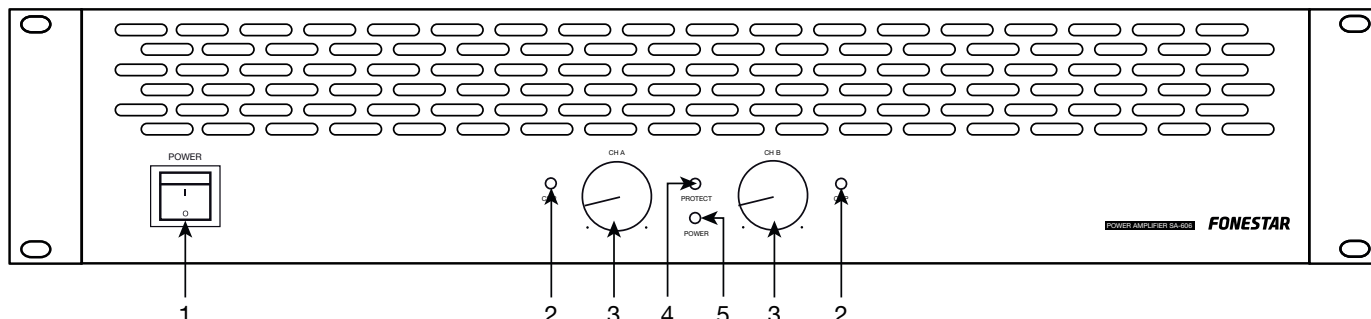 POWER
I
O
CH A
PROTECT
POWER
CH B
POWER AMPLIFIER SA-606 FONESTAR
1 2 3 4 5 3 2